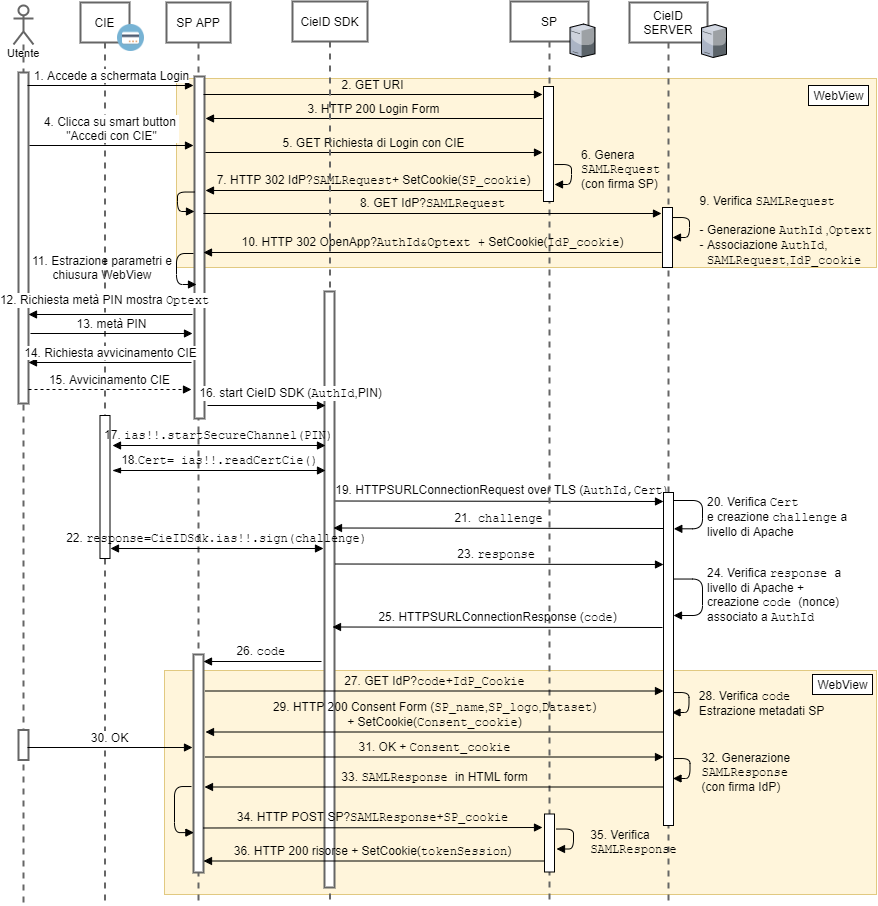 CIE
SP APP
CieID SDK
SP
CieID
SERVER
Utente
1. Accede a schermata Login
WebView
2. GET URI
3. HTTP 200 Login Form
4. Clicca su smart button
"Accedi con CIE"
5. GET Richiesta di Login con CIE
6. Genera
SAMLRequest
(con firma SP)
7. HTTP 302 IdP?SAMLRequest+ SetCookie(SP_cookie)
8. GET IdP?SAMLRequest
9. Verifica SAMLRequest
- Generazione AuthId ,Optext
- Associazione AuthId,
SAMLRequest,IdP_cookie
10. HTTP 302 OpenApp?AuthId&Optext + SetCookie(IdP_cookie)
11. Estrazione parametri e
chiusura WebView
12. Richiesta metà PIN mostra Optext
13. metà PIN
14. Richiesta avvicinamento CIE
15. Avvicinamento CIE
16. start CieID SDK (AuthId,PIN)
17. ias!!.startSecureChannel(PIN)
18.Cert= ias!!.readCertCie()
19. HTTPSURLConnectionRequest over TLS (AuthId, Cert)
20. Verifica Cert
e creazione challenge a
livello di Apache
21. challenge
22. response=CieIDSdk.ias!!.sign(challenge)
23. response
24. Verifica response a
livello di Apache +
creazione code (nonce)
associato a AuthId
25. HTTPSURLConnectionResponse (code)
26. code
WebView
27. GET IdP?code+IdP_Cookie
28. Verifica code
Estrazione metadati SP
29. HTTP 200 Consent Form (SP_name,SP_logo,Dataset)
+ SetCookie(Consent_cookie)
30. OK
31. OK + Consent_cookie
32. Generazione
SAMLResponse
(con firma IdP)
33. SAMLResponse in HTML form
34. HTTP POST SP?SAMLResponse+SP_cookie
35. Verifica
SAMLResponse
36. HTTP 200 risorse + SetCookie(tokenSession)